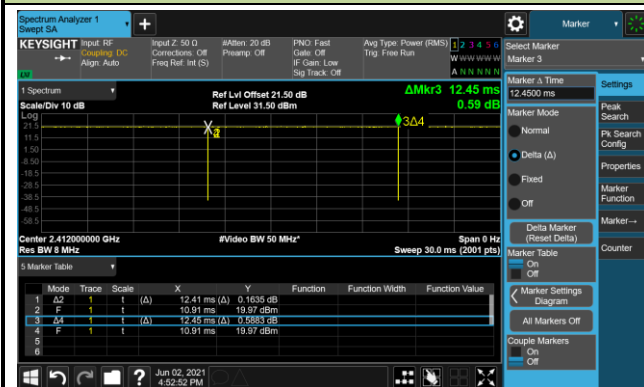 Spectrum Analyzer 1
Swept SA
+
Marker
KEYSIGHT
Input: RF
Coupling: DC
Align: Auto
Input Z: 50 Ω
Corrections: Off
Freq Ref: Int (S)
#Atten: 20 dB
Preamp: Off
PNO: Fast
Gate: Off
IF Gain: Low
Sig Track: Off
Avg Type: Power (RMS)
Trig: Free Run
1 2 3 4 5 6
W W W W W W
A N N N N N
LXI
Select Marker
Marker 3
1 Spectrum
Scale/Div 10 dB
Ref Lvl Offset 21.50 dB
Ref Level 31.50 dBm
ΔMkr3 12.45 ms
0.59 dB
Log
21.5
11.5
1.50
-8.50
-18.5
-28.5
-38.5
-48.5
-58.5
3Δ4
Center 2.412000000 GHz
Res BW 8 MHz
#Video BW 50 MHz*
Span 0 Hz
Sweep 30.0 ms (2001 pts)
5 Marker Table
Mode Trace Scale X Y Function Function Width Function Value
1 Δ2 1 t (Δ) 12.41 ms (Δ) 0.1635 dB
2 F 1 t 10.91 ms 19.97 dBm
3 Δ4 1 t (Δ) 12.45 ms (Δ) 0.5883 dB
4 F 1 t 10.91 ms 19.97 dBm
5
6
Marker Δ Time
12.4500 ms
Marker Mode
Normal
Delta (Δ)
Fixed
Off
Delta Marker
(Reset Delta)
Marker Table
On
Off
Marker Settings
Diagram
All Markers Off
Couple Markers
On
Off
Settings
Peak
Search
Pk Search
Config
Properties
Marker
Function
Marker→
Counter
?
Jun 02, 2021
4:52:52 PM